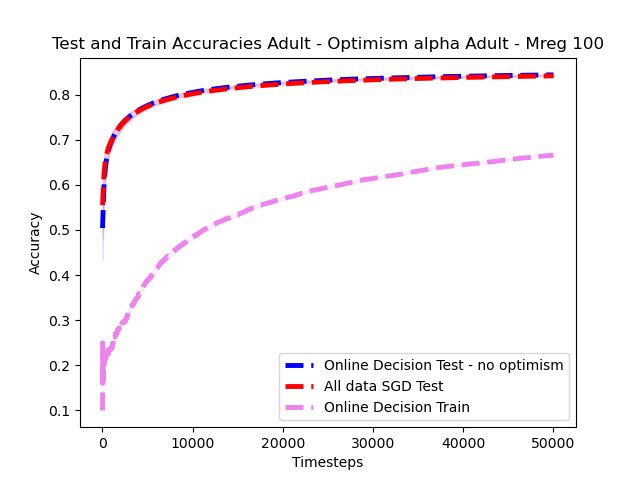 Test and Train Accuracies Adult - Optimism alpha Adult - Mreg 100
Accuracy
0.8
0.7
0.6
0.5
0.4
0.3
0.2
0.1
Online Decision Test - no optimism
All data SGD Test
Online Decision Train
0 10000 20000 30000 40000 50000
Timesteps